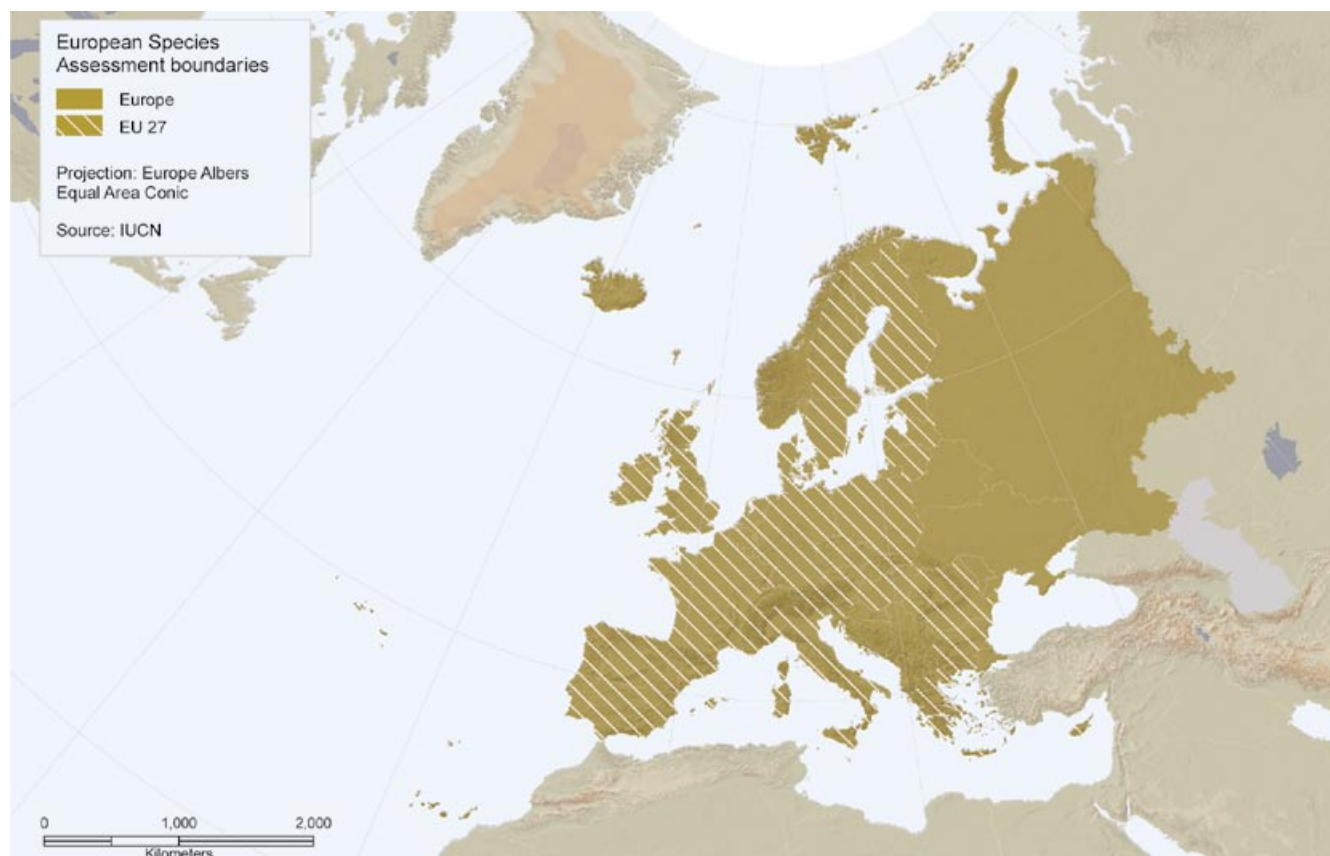 European Species
Assessment boundaries
Europe
EU 27
Projection: Europe Albers
Equal Area Conic
Source: IUCN
0 1,000 2,000
Kilometers